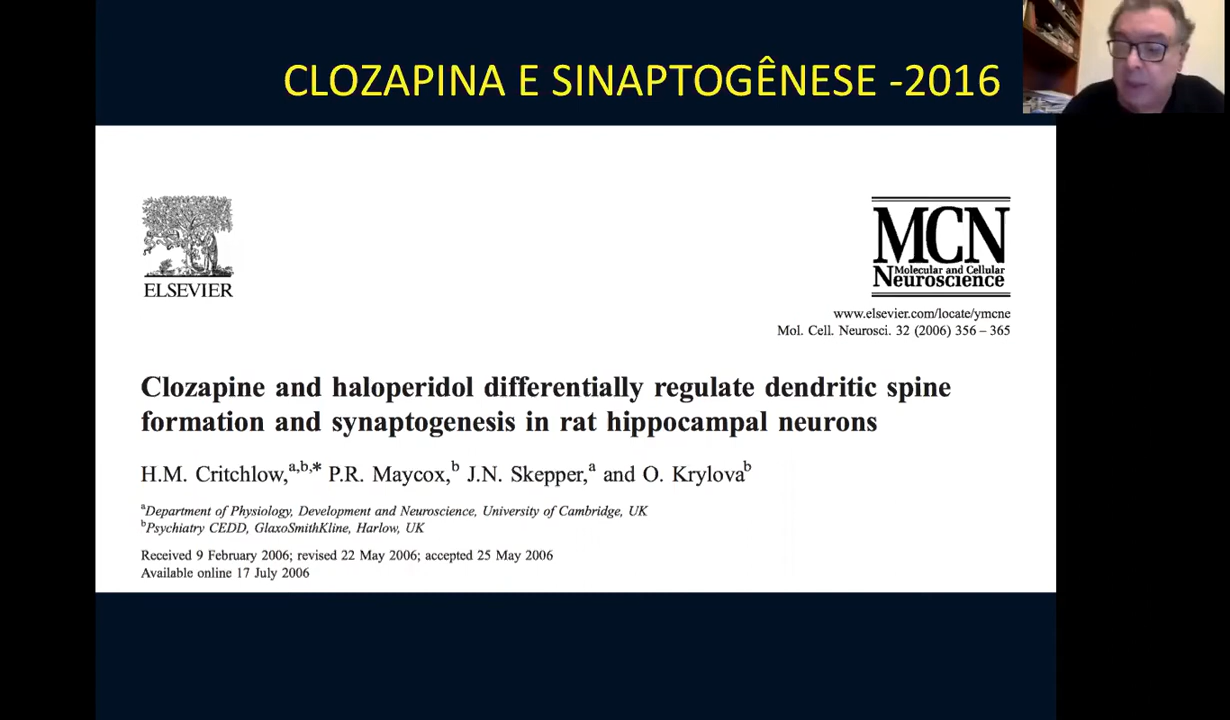 CLOZAPINA E SINAPTOGÊNESE -2016
ELSEVIER
MCN
Molecular and Cellular
Neuroscience
www.elsevier.com/locate/ymcne
Mol. Cell. Neurosci. 32 (2006) 356 – 365
Clozapine and haloperidol differentially regulate dendritic spine
formation and synaptogenesis in rat hippocampal neurons
H.M. Critchlow,a,b,* P.R. Maycox,b J.N. Skepper,a and O. Krylovab
aDepartment of Physiology, Development and Neuroscience, University of Cambridge, UK
bPsychiatry CEDD, GlaxoSmithKline, Harlow, UK
Received 9 February 2006; revised 22 May 2006; accepted 25 May 2006
Available online 17 July 2006